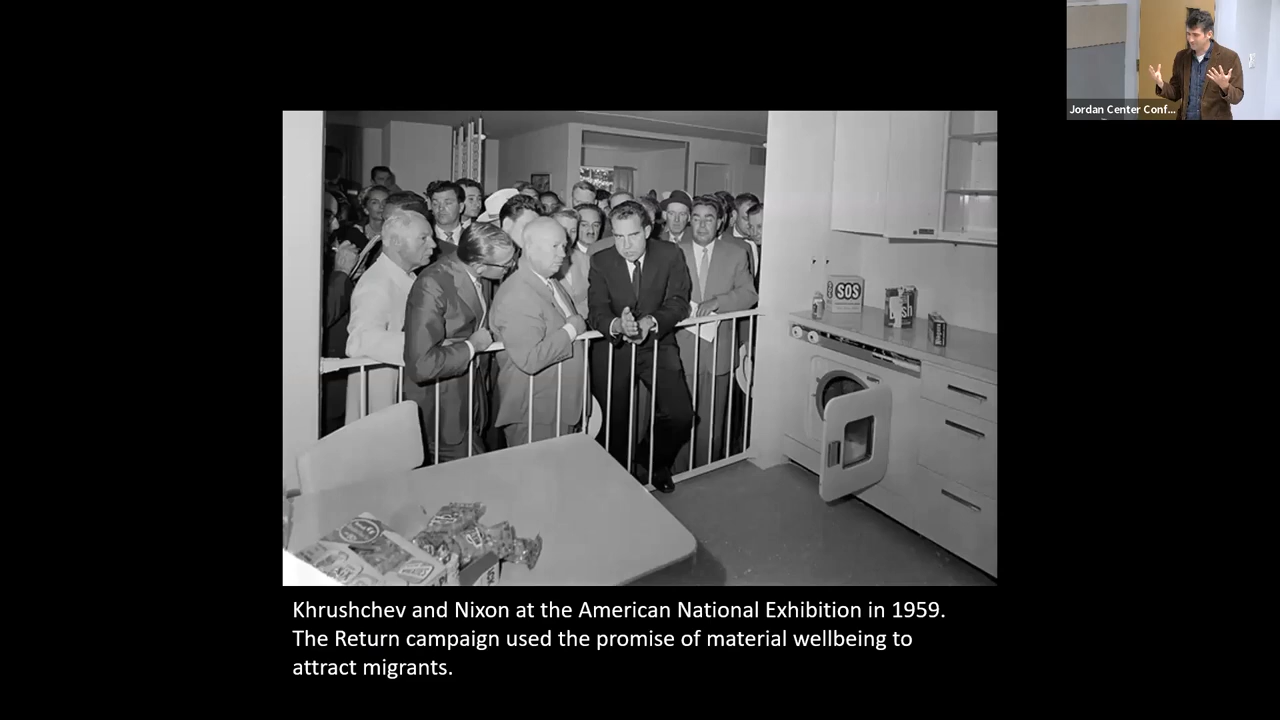 Jordan Center Conf...
SOS
Khrushchev and Nixon at the American National Exhibition in 1959.
The Return campaign used the promise of material wellbeing to
attract migrants.